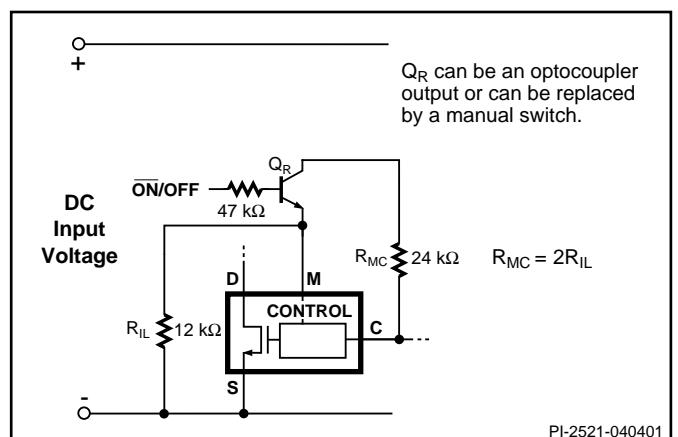 +
Q_R can be an optocoupler
output or can be replaced
by a manual switch.
Q_R
O̅N̅/OFF
47 kΩ
DC
Input
Voltage
R_MC 24 kΩ
R_MC = 2R_IL
D
M
CONTROL
C
R_IL 12 kΩ
S
-
PI-2521-040401